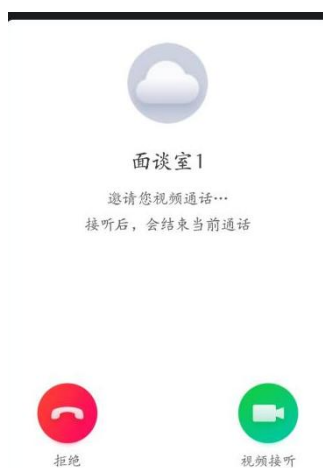 面谈室1
邀请您视频通话…
接听后，会结束当前通话
拒绝
视频接听